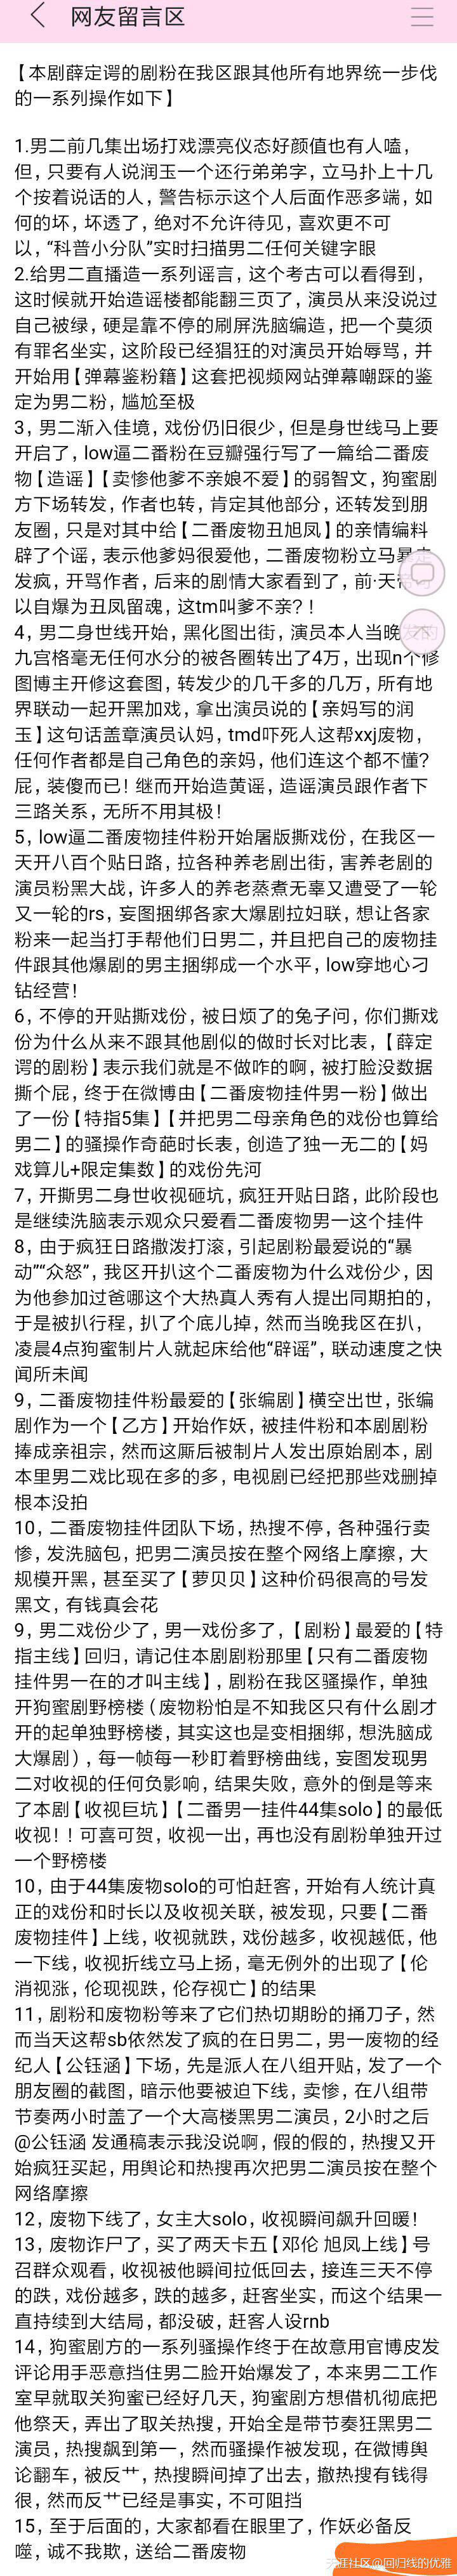 网友留言区
【本剧薛定谔的剧粉在我区跟其他所有地界统一步伐
的一系列操作如下】
1.男二前几集出场打戏漂亮仪态好颜值也有人嗑，
但，只要有人说润玉一个还行弟弟字，立马扑上十几
个按着说话的人，警告标示这个人后面作恶多端，如
何的坏，坏透了，绝对不允许待见，喜欢更不可
以，“科普小分队”实时扫描男二任何关键字眼
2.给男二直播造一系列谣言，这个考古可以看得到，
这时候就开始造谣楼都能翻三页了，演员从来没说过
自己被绿，硬是靠不停的刷屏洗脑编造，把一个莫须
有罪名坐实，这阶段已经猖狂的对演员开始辱骂，并
开始用【弹幕鉴粉籍】这套把视频网站弹幕嘲踩的鉴
定为男二粉，尴尬至极
3，男二渐入佳境，戏份仍旧很少，但是身世线马上要
开启了，low逼二番粉在豆瓣强行写了一篇给二番废
物【造谣】【卖惨他爹不亲娘不爱】的弱智文，狗蜜剧
方下场转发，作者也转，肯定其他部分，还转发到朋
友圈，只是对其中给【二番废物丑旭凤】的亲情编料
辟了个谣，表示他爹妈很爱他，二番废物粉立马
发疯，开骂作者，后来的剧情大家看到了，前·天
以自爆为丑凤留魂，这tm叫爹不亲？！
4，男二身世线开始，黑化图出街，演员本人当晚
九宫格毫无任何水分的被各圈转出了4万，出现n个修
图博主开修这套图，转发少的几千多的几万，所有地
界联动一起开黑加戏，拿出演员说的【亲妈写的润
玉】这句话盖章演员认妈，tmd吓死人这帮xxj废物，
任何作者都是自己角色的亲妈，他们连这个都不懂？
屁，装傻而已！继而开始造黄谣，造谣演员跟作者下
三路关系，无所不用其极！
5，low逼二番废物挂件粉开始屠版撕戏份，在我区一
天开八百个贴日路，拉各种养老剧出街，害养老剧的
演员粉黑大战，许多人的养老蒸煮无辜又遭受了一轮
又一轮的rs，妄图捆绑各家大爆剧拉妇联，想让各家
粉来一起当打手帮他们日男二，并且把自己的废物挂
件跟其他爆剧的男主捆绑成一个水平，low穿地心刁
钻经营！
6，不停的开贴撕戏份，被日烦了的兔子问，你们撕戏
份为什么从来不跟其他剧似的做时长对比表，【薛定
谔的剧粉】表示我们就是不做咋的啊，被打脸没数据
撕个屁，终于在微博由【二番废物挂件男一粉】做出
了一份【特指5集】【并把男二母亲角色的戏份也算给
男二】的骚操作奇葩时长表，创造了独一无二的【妈
戏算儿+限定集数】的戏份先河
7，开撕男二身世收视砸坑，疯狂开贴日路，此阶段也
是继续洗脑表示观众只爱看二番废物男一这个挂件
8，由于疯狂日路撒泼打滚，引起剧粉最爱说的“暴
动”“众怒”，我区开扒这个二番废物为什么戏份少，因
为他参加过爸哪这个大热真人秀有人提出同期拍的，
于是被扒行程，扒了个底儿掉，然而当晚我区在扒，
凌晨4点狗蜜制片人就起床给他“辟谣”，联动速度之快
闻所未闻
9，二番废物挂件粉最爱的【张编剧】横空出世，张编
剧作为一个【乙方】开始作妖，被挂件粉和本剧剧粉
捧成亲祖宗，然而这厮后被制片人发出原始剧本，剧
本里男二戏比现在多的多，电视剧已经把那些戏删掉
根本没拍
10，二番废物挂件团队下场，热搜不停，各种强行卖
惨，发洗脑包，把男二演员按在整个网络上摩擦，大
规模开黑，甚至买了【萝贝贝】这种价码很高的号发
黑文，有钱真会花
9，男二戏份少了，男一戏份多了，【剧粉】最爱的【特
指主线】回归，请记住本剧剧粉那里【只有二番废物
挂件男一在的才叫主线】，剧粉在我区骚操作，单独
开狗蜜剧野榜楼（废物粉怕是不知我区只有什么剧才
开的起单独野榜楼，其实这也是变相捆绑，想洗脑成
大爆剧），每一帧每一秒盯着野榜曲线，妄图发现男
二对收视的任何负影响，结果失败，意外的倒是等来
了本剧【收视巨坑】【二番男一挂件44集solo】的最低
收视！！可喜可贺，收视一出，再也没有剧粉单独开过
一个野榜楼
10，由于44集废物solo的可怕赶客，开始有人统计真
正的戏份和时长以及收视关联，被发现，只要【二番
废物挂件】上线，收视就跌，戏份越多，收视越低，他
一下线，收视折线立马上扬，毫无例外的出现了【伦
消视涨，伦现视跌，伦存视亡】的结果
11，剧粉和废物粉等来了它们热切期盼的捅刀子，然
而当天这帮sb依然发了疯的在日男二，男一废物的经
纪人【公钰涵】下场，先是派人在八组开贴，发了一个
朋友圈的截图，暗示他要被迫下线，卖惨，在八组带
节奏两小时盖了一个大高楼黑男二演员，2小时之后
@公钰涵 发通稿表示我没说啊，假的假的，热搜又开
始疯狂买起，用舆论和热搜再次把男二演员按在整个
网络摩擦
12，废物下线了，女主大solo，收视瞬间飙升回暖！
13，废物诈尸了，买了两天卡五【邓伦 旭凤上线】号
召群众观看，收视被他瞬间拉低回去，接连三天不停
的跌，戏份越多，跌的越多，赶客坐实，而这个结果一
直持续到大结局，都没破，赶客人设rnb
14，狗蜜剧方的一系列骚操作终于在故意用官博皮发
评论用手恶意挡住男二脸开始爆发了，本来男二工作
室早就取关狗蜜已经好几天，狗蜜剧方想借机彻底把
他祭天，弄出了取关热搜，开始全是带节奏狂黑男二
演员，热搜飙到第一，然而骚操作被发现，在微博舆
论翻车，被反艹，热搜瞬间掉了出去，撤热搜有钱得
很，然而反艹已经是事实，不可阻挡
15，至于后面的，大家都看在眼里了，作妖必备反
噬，诚不我欺，送给二番废物
天涯社区@回归线的优雅